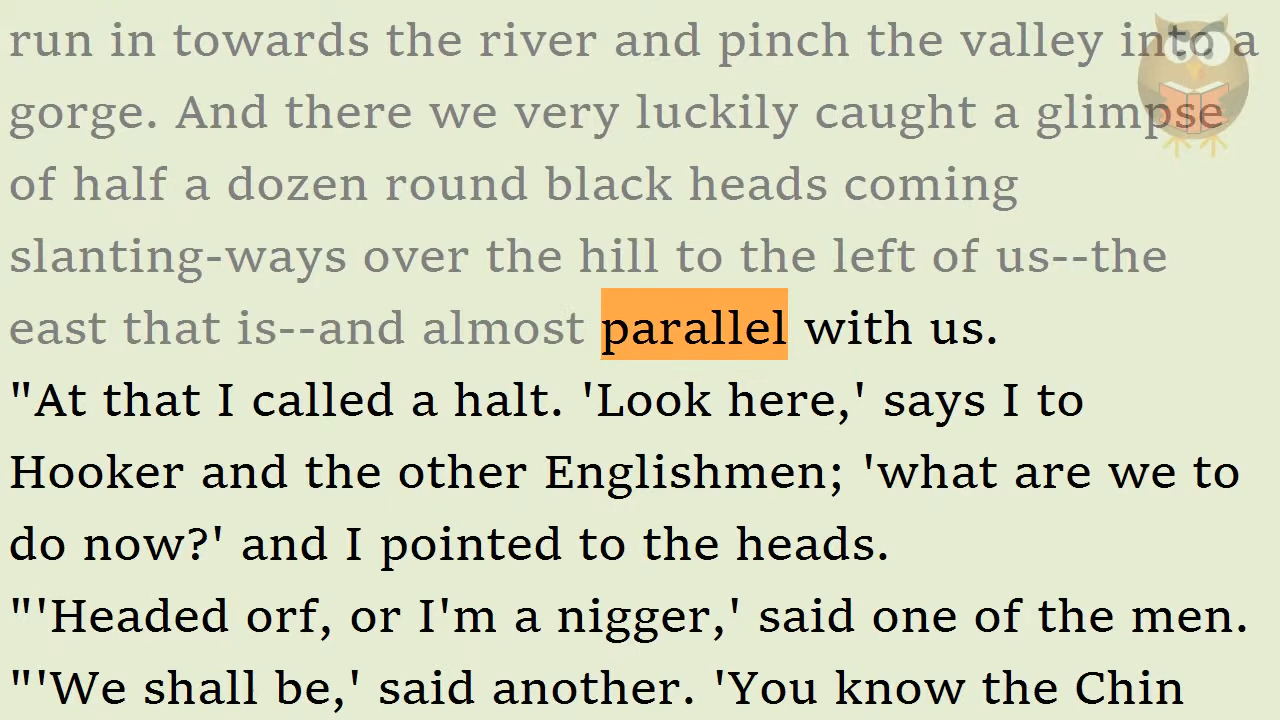 run in towards the river and pinch the valley into a
gorge. And there we very luckily caught a glimpse
of half a dozen round black heads coming
slanting-ways over the hill to the left of us--the
east that is--and almost parallel with us.
"At that I called a halt. 'Look here,' says I to
Hooker and the other Englishmen; 'what are we to
do now?' and I pointed to the heads.
"'Headed orf, or I'm a nigger,' said one of the men.
"'We shall be,' said another. 'You know the Chin